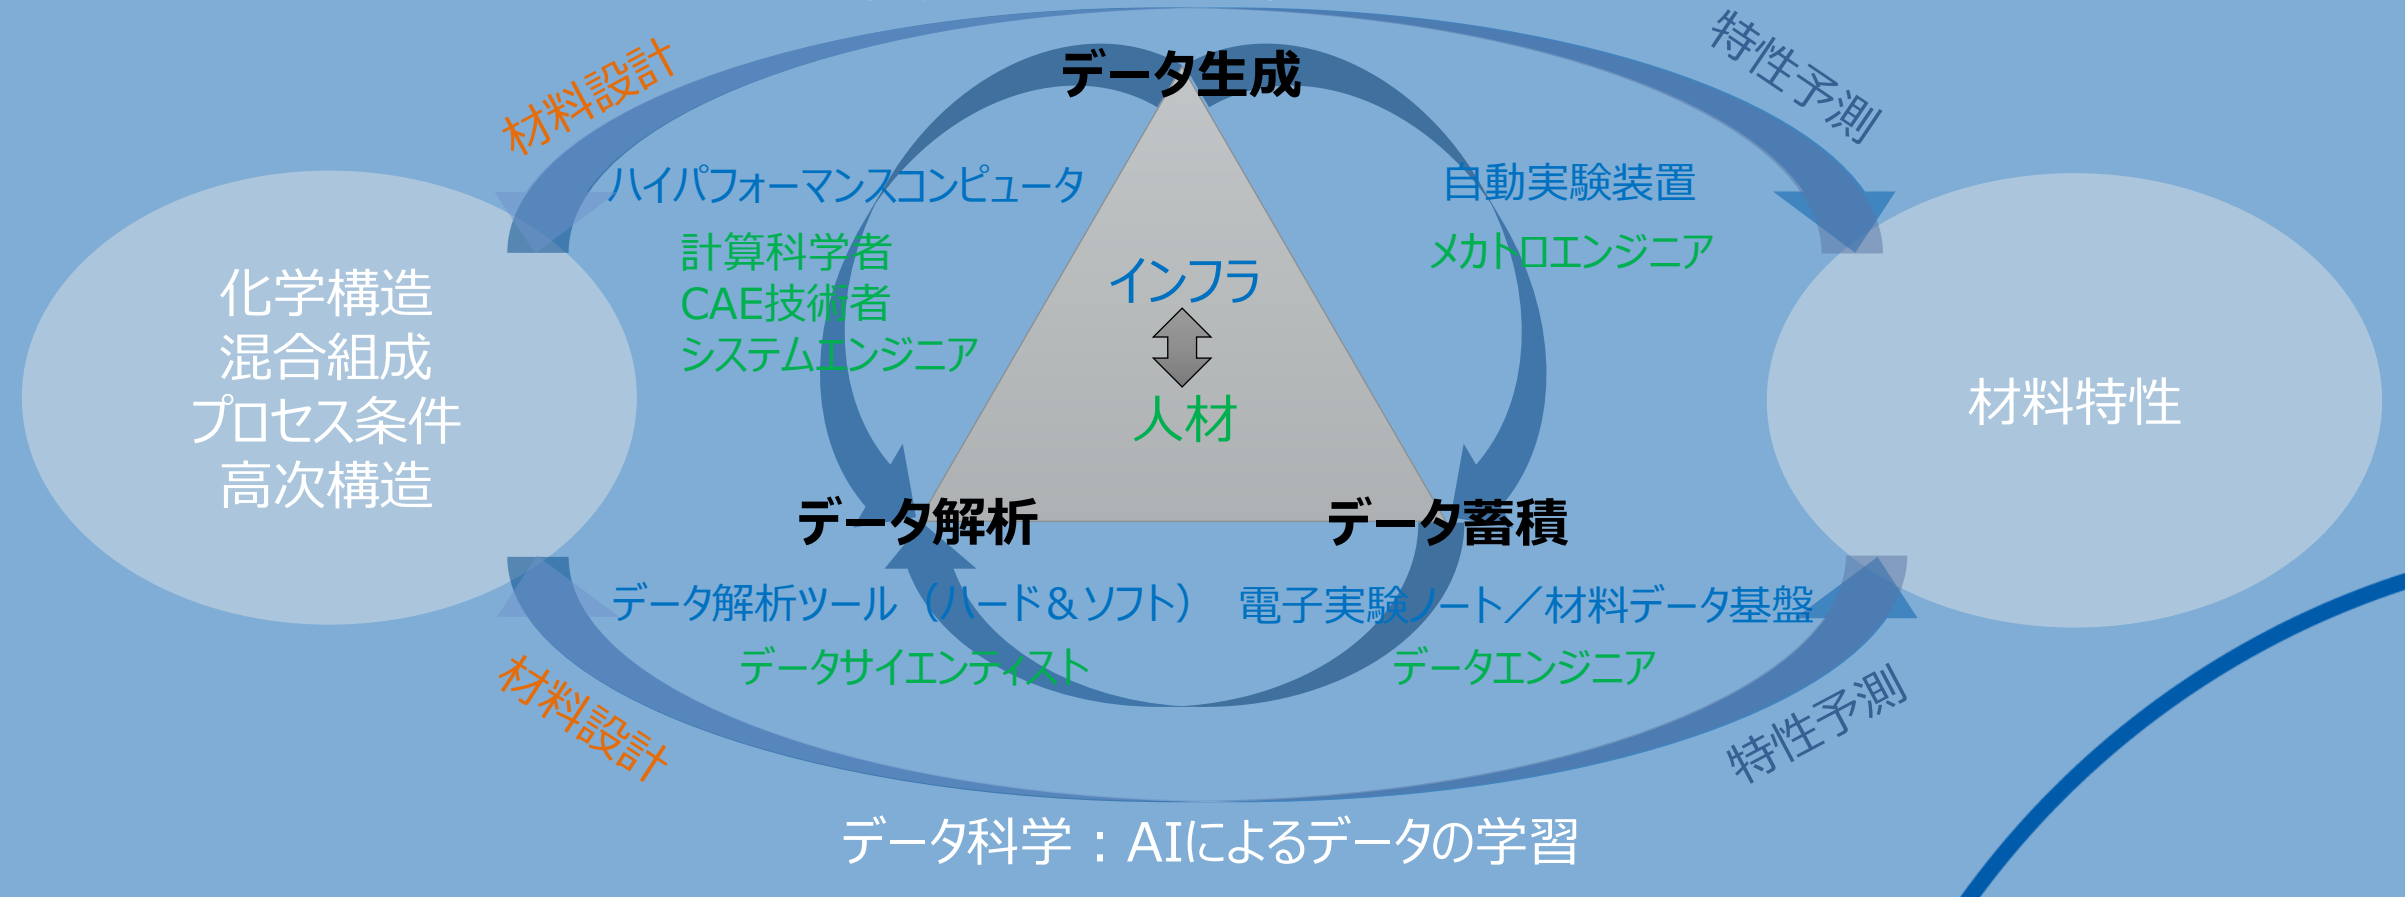 材料設計
特性予測
データ生成
ハイパフォーマンスコンピュータ
自動実験装置
計算科学者
CAE技術者
システムエンジニア
メカトロエンジニア
インフラ
人材
化学構造
混合組成
プロセス条件
高次構造
材料特性
データ解析
データ蓄積
データ解析ツール（ハード＆ソフト）
電子実験ノート／材料データ基盤
データサイエンティスト
データエンジニア
材料設計
特性予測
データ科学：AIによるデータの学習